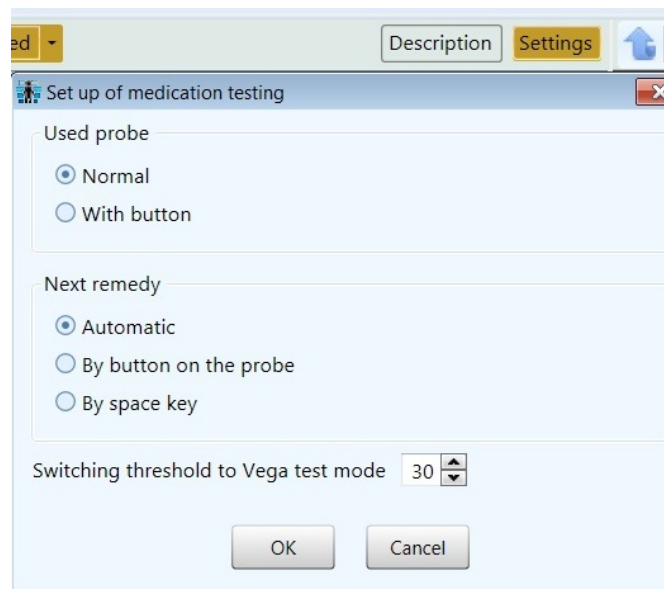 ed
Description
Settings
Set up of medication testing
Used probe
Normal
With button
Next remedy
Automatic
By button on the probe
By space key
Switching threshold to Vega test mode 30
OK Cancel